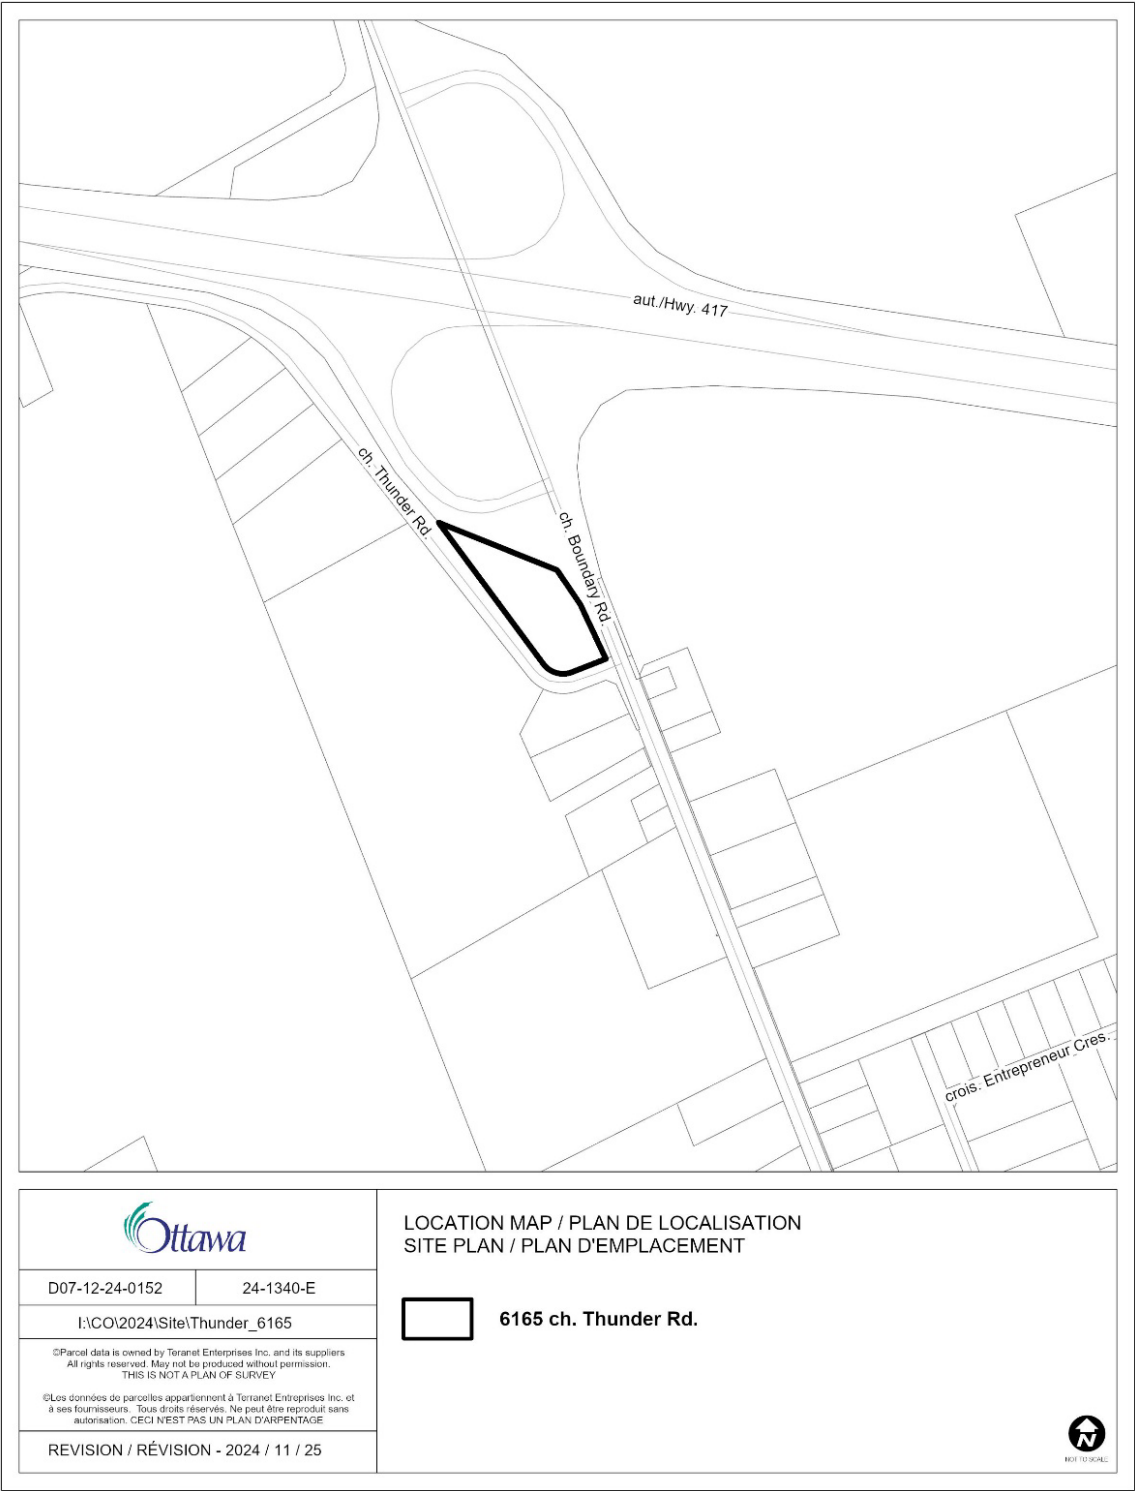 aut./Hwy. 417
ch. Thunder Rd.
ch. Boundary Rd.
crois. Entrepreneur Cres.
Ottawa
D07-12-24-0152
24-1340-E
I:\CO\2024\Site\Thunder_6165
©Parcel data is owned by Teranet Enterprises Inc. and its suppliers
All rights reserved. May not be produced without permission.
THIS IS NOT A PLAN OF SURVEY
©Les données de parcelles appartiennent à Terranet Entreprises Inc. et
à ses fournisseurs. Tous droits réservés. Ne peut être reproduit sans
autorisation. CECI N'EST PAS UN PLAN D'ARPENTAGE
REVISION / RÉVISION - 2024 / 11 / 25
LOCATION MAP / PLAN DE LOCALISATION
SITE PLAN / PLAN D'EMPLACEMENT
6165 ch. Thunder Rd.
N
NOT TO SCALE